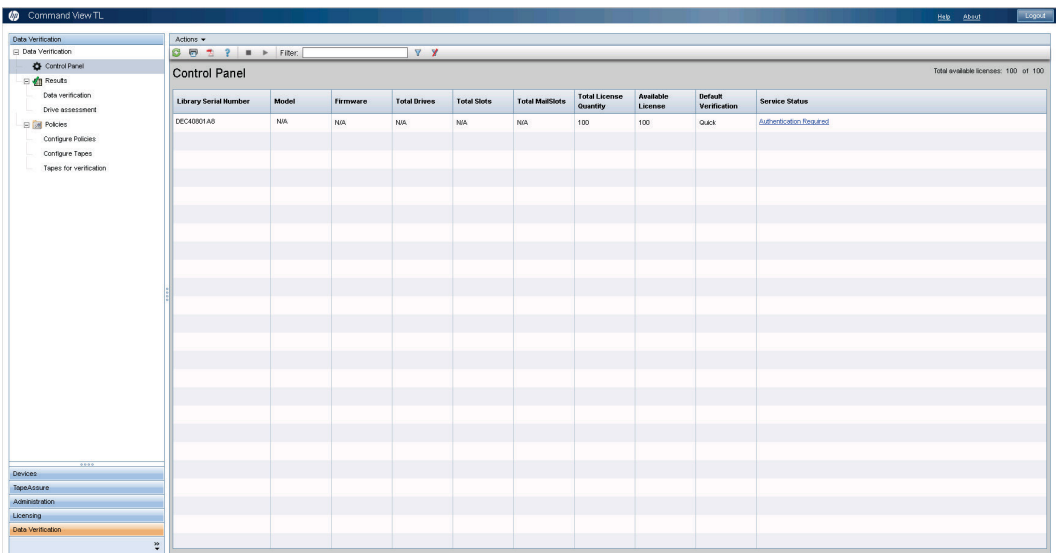 hp Command View TL
Help About Logout
Data Verification
Data Verification
Control Panel
Results
Data verification
Drive assessment
Policies
Configure Policies
Configure Tapes
Tapes for verification
Devices
TapeAssure
Administration
Licensing
Data Verification
Actions
Filter:
Control Panel
Total available licenses: 100 of 100
Library Serial Number Model Firmware Total Drives Total Slots Total MailSlots Total License Quantity Available License Default Verification Service Status
DEC40801A8 N/A N/A N/A N/A N/A 100 100 Quick Authentication Required